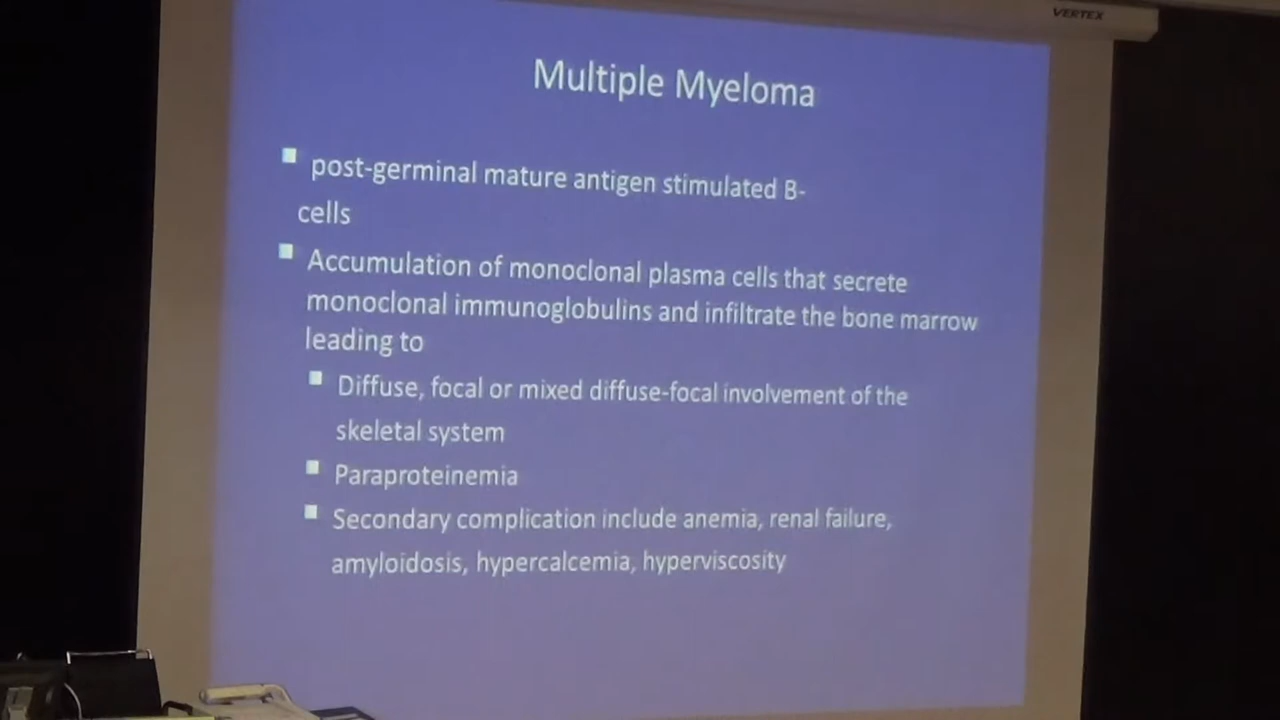 VERTEX
Multiple Myeloma
▪ post-germinal mature antigen stimulated B-
cells
▪ Accumulation of monoclonal plasma cells that secrete
monoclonal immunoglobulins and infiltrate the bone marrow
leading to
▪ Diffuse, focal or mixed diffuse-focal involvement of the
skeletal system
▪ Paraproteinemia
▪ Secondary complication include anemia, renal failure,
amyloidosis, hypercalcemia, hyperviscosity